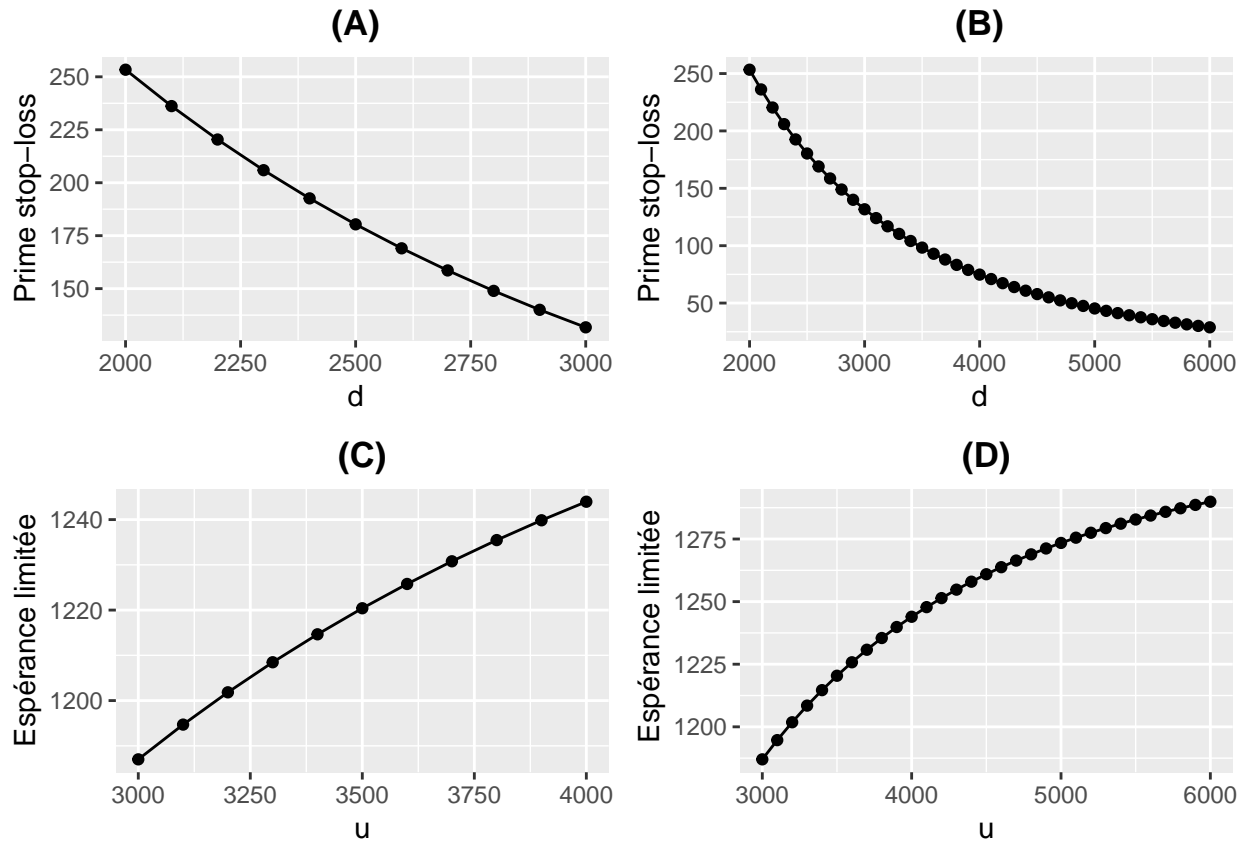 (A)
Prime stop−loss
250
225
200
175
150
2000 2250 2500 2750 3000
d
(B)
Prime stop−loss
250
200
150
100
50
2000 3000 4000 5000 6000
d
(C)
Espérance limitée
1240
1220
1200
3000 3250 3500 3750 4000
u
(D)
Espérance limitée
1275
1250
1225
1200
3000 4000 5000 6000
u